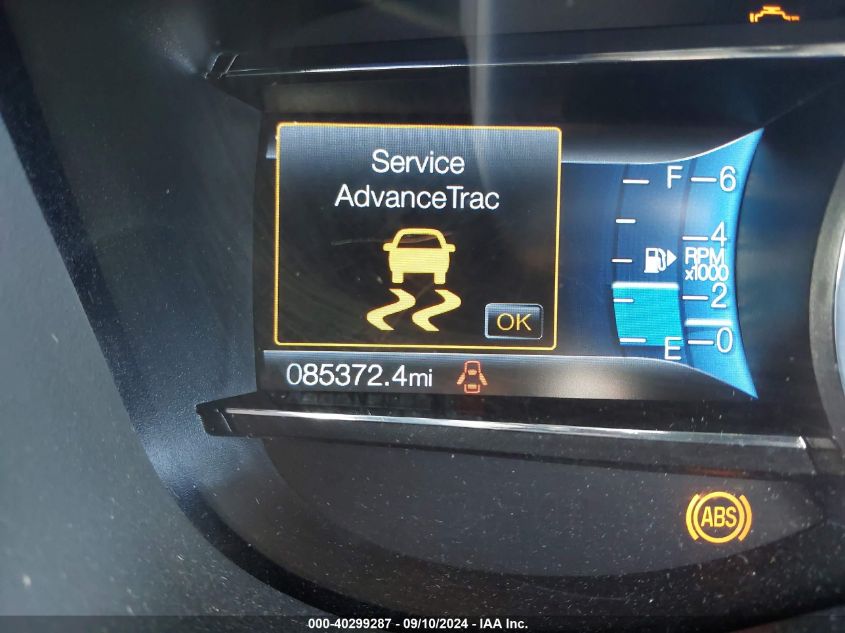 Service
AdvanceTrac
OK
F
6
4
RPM
x1000
2
0
E
085372.4mi
ABS
000-40299287 - 09/10/2024 - IAA Inc.